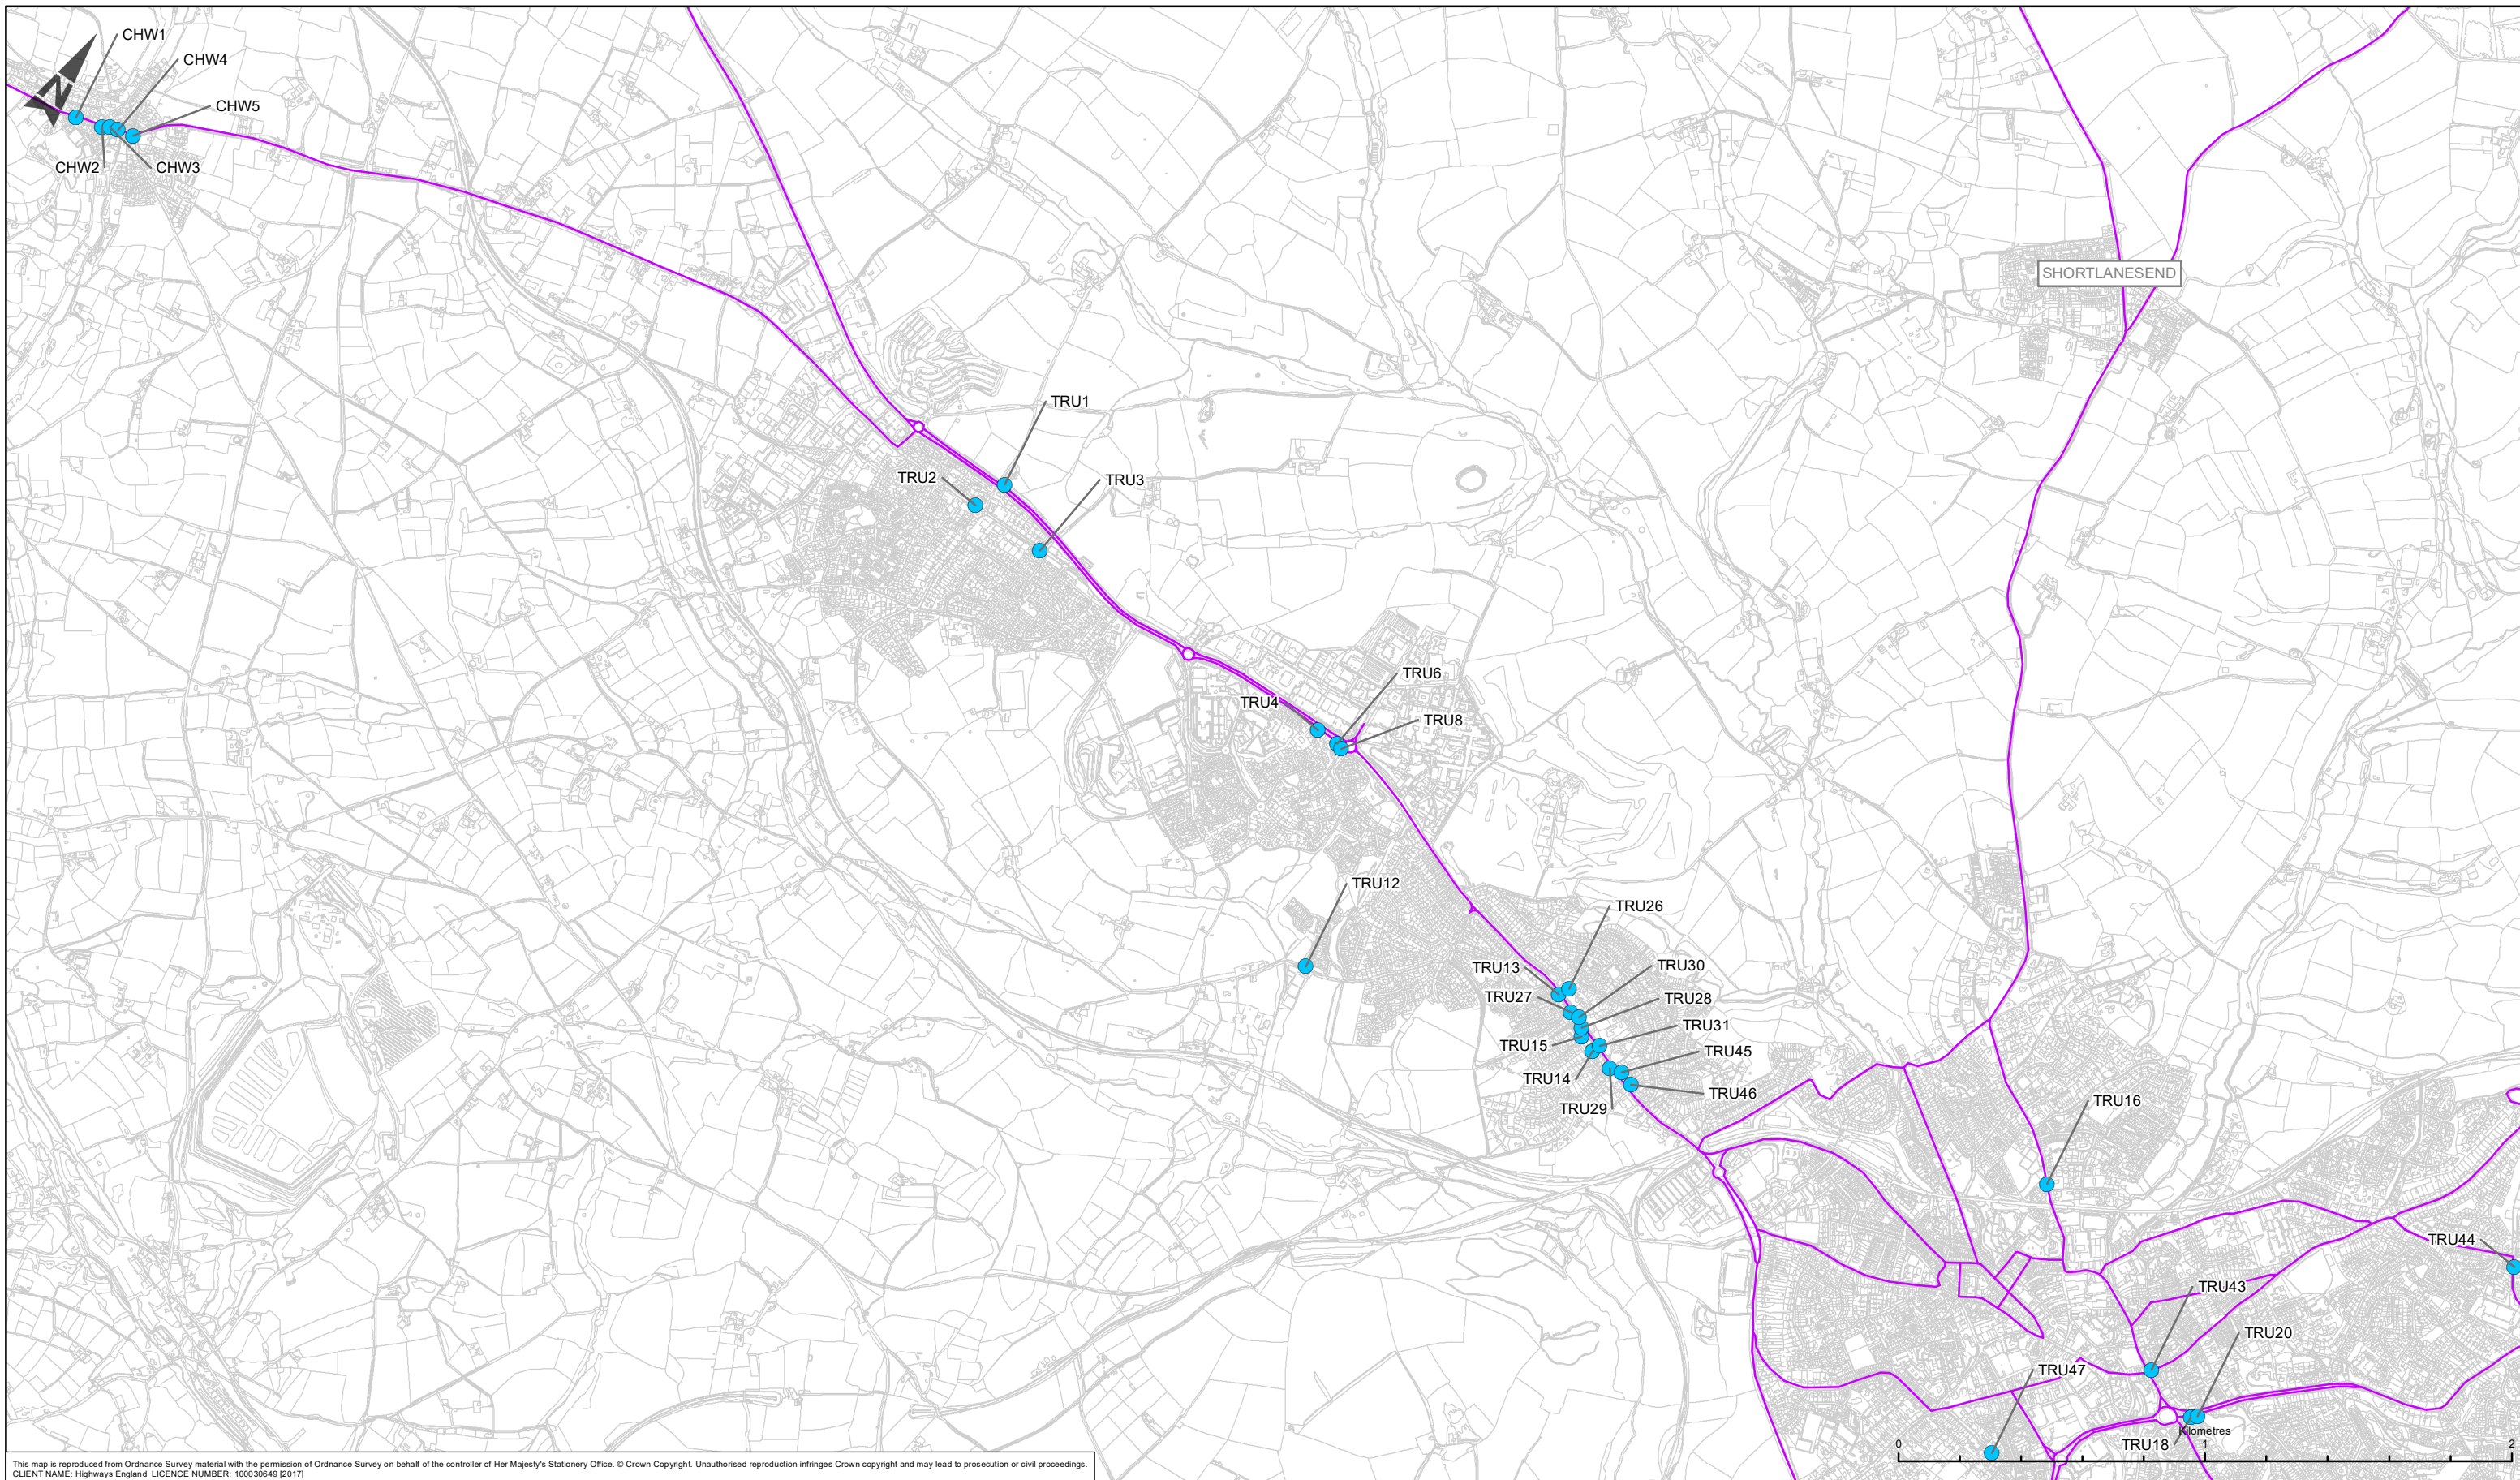 CHW1
CHW4
CHW5
N
CHW2
CHW3
SHORTLANESEND
TRU1
TRU2
TRU3
TRU6
TRU4
TRU8
TRU12
TRU26
TRU13
TRU30
TRU27
TRU28
TRU31
TRU15
TRU45
TRU14
TRU46
TRU29
TRU16
TRU44
TRU43
TRU20
TRU47
Kilometres
TRU18
0 1 2
This map is reproduced from Ordnance Survey material with the permission of Ordnance Survey on behalf of the controller of Her Majesty's Stationery Office. © Crown Copyright. Unauthorised reproduction infringes Crown copyright and may lead to prosecution or civil proceedings.
CLIENT NAME: Highways England LICENCE NUMBER: 100030649 [2017]